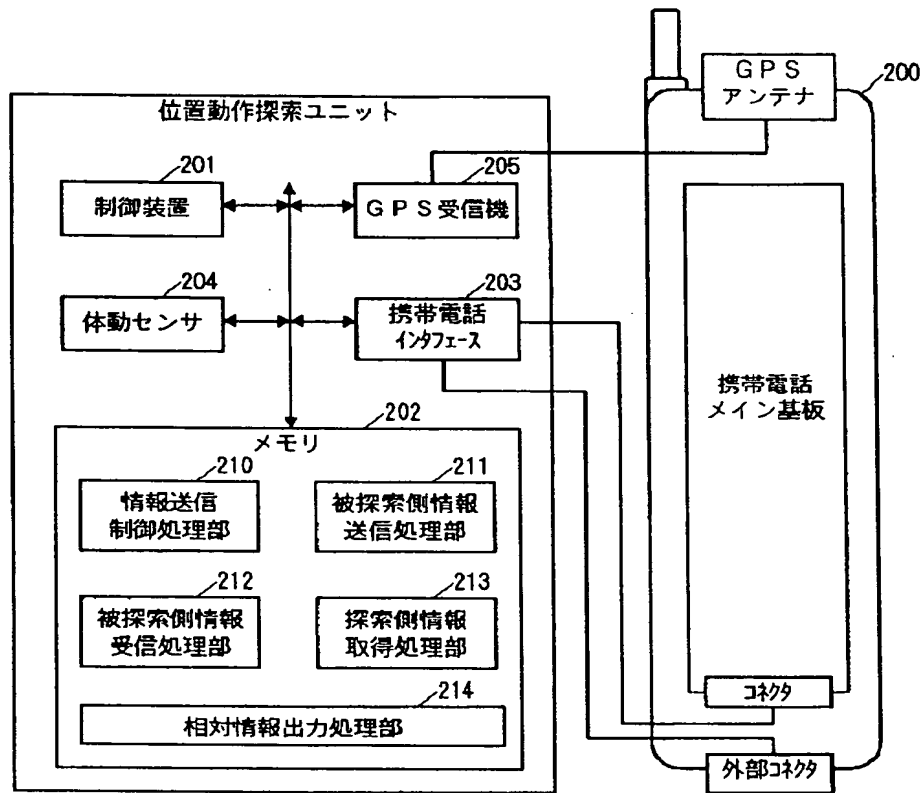 位置動作探索ユニット
201
制御装置
205
GPS受信機
204
体動センサ
203
携帯電話
インタフェース
202
メモリ
210
情報送信
制御処理部
211
被探索側情報
送信処理部
212
被探索側情報
受信処理部
213
探索側情報
取得処理部
214
相対情報出力処理部
GPS
アンテナ
200
携帯電話
メイン基板
コネクタ
外部コネクタ